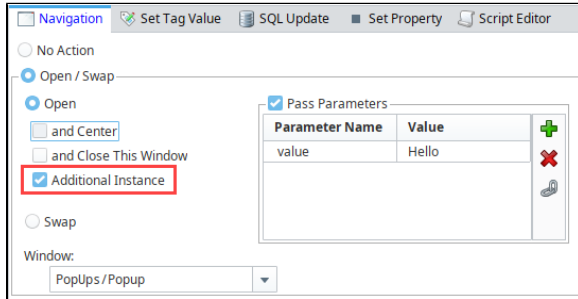 Navigation Set Tag Value SQL Update Set Property Script Editor
No Action
Open / Swap
Open
and Center
and Close This Window
Additional Instance
Swap
Window:
PopUps/Popup
Pass Parameters
Parameter Name Value
value Hello